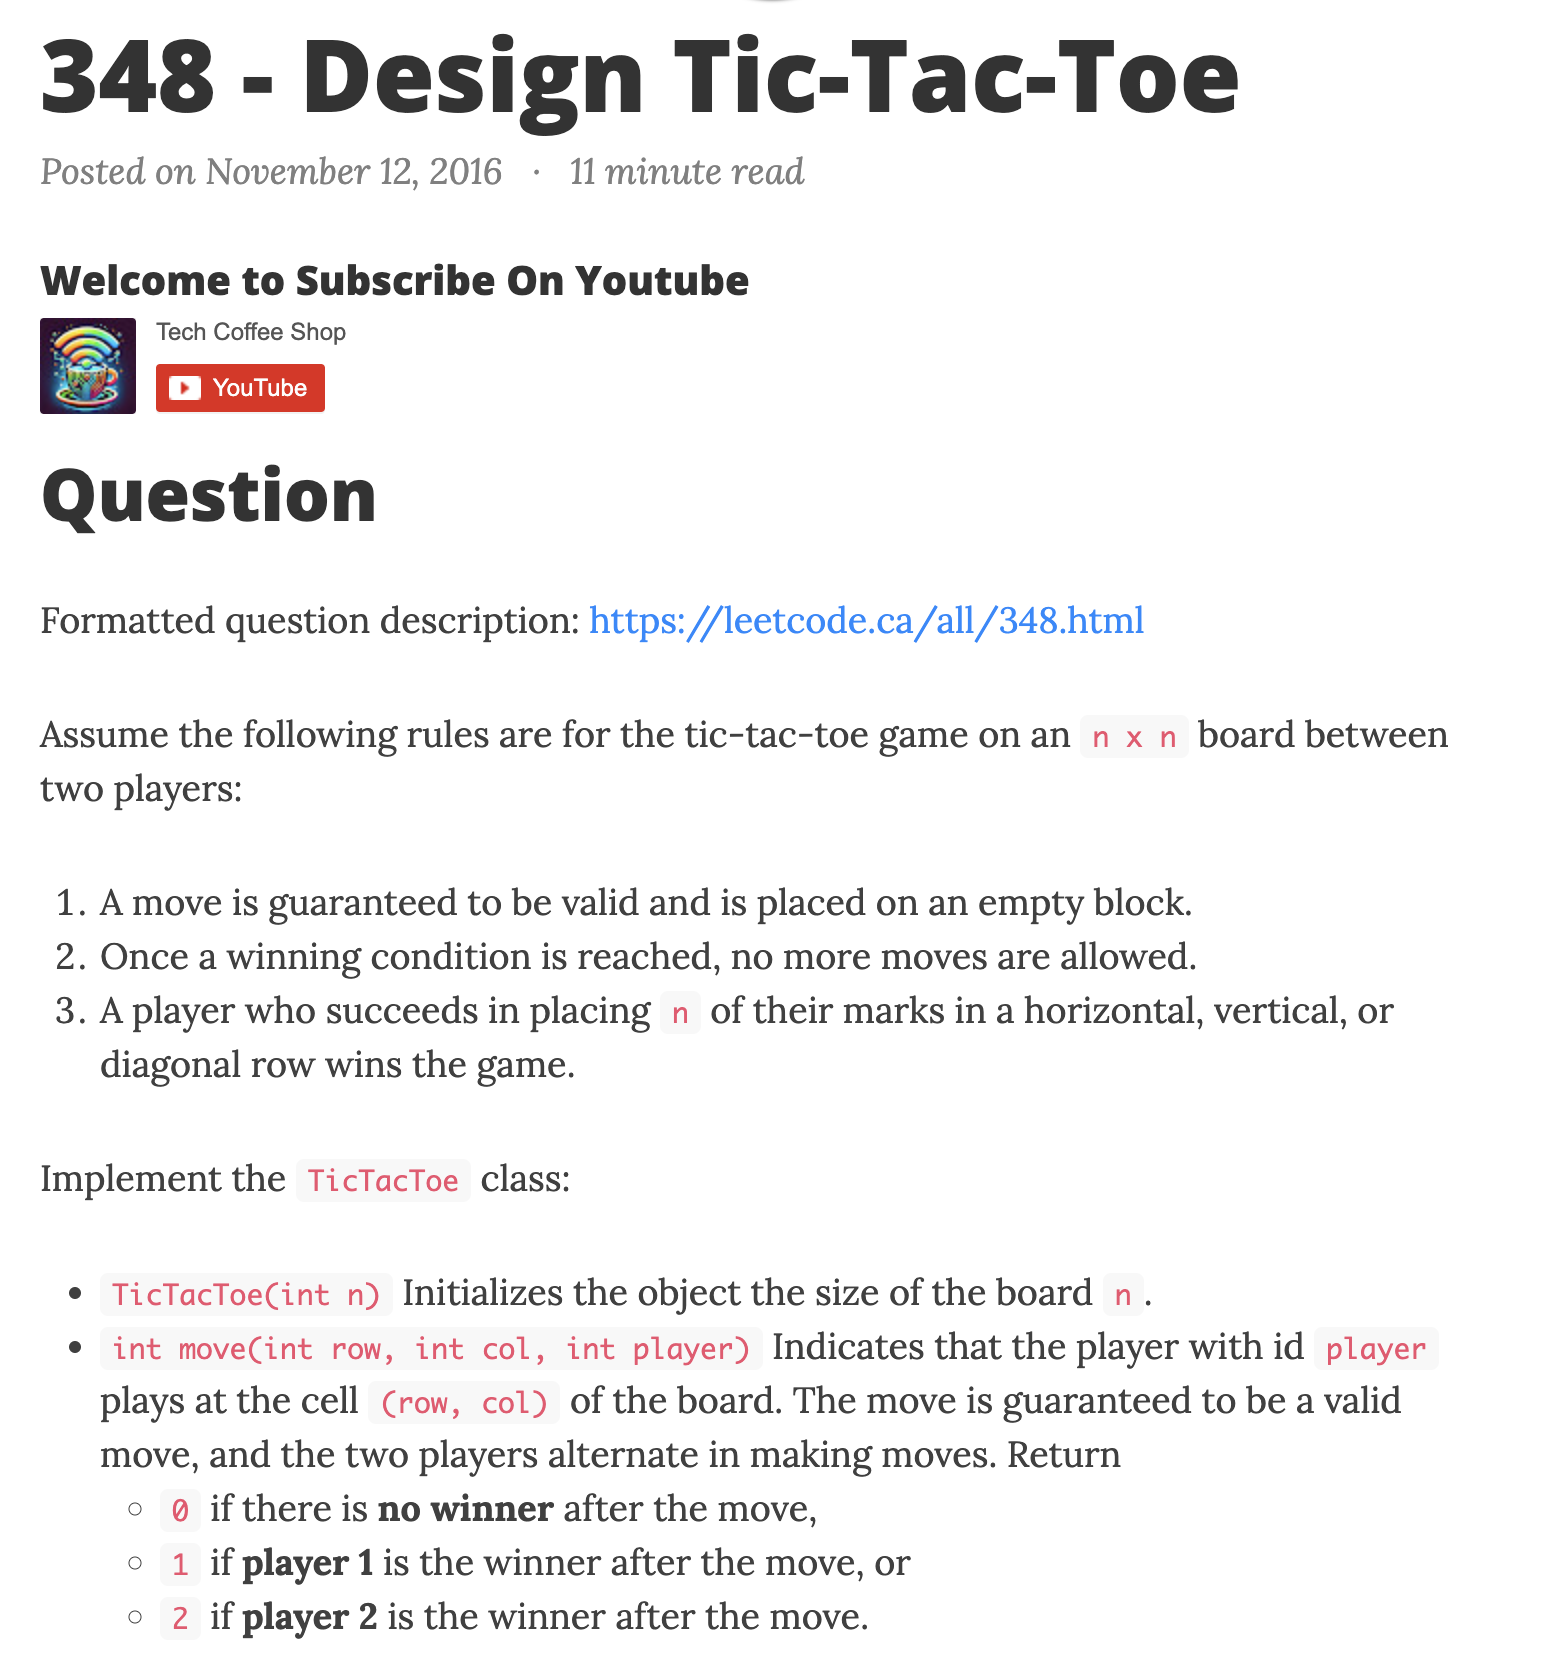 348 - Design Tic-Tac-Toe
Posted on November 12, 2016 · 11 minute read
Welcome to Subscribe On Youtube
Tech Coffee Shop
YouTube
Question
Formatted question description: https://leetcode.ca/all/348.html
Assume the following rules are for the tic-tac-toe game on an n x n board between
two players:
1. A move is guaranteed to be valid and is placed on an empty block.
2. Once a winning condition is reached, no more moves are allowed.
3. A player who succeeds in placing n of their marks in a horizontal, vertical, or
diagonal row wins the game.
Implement the TicTacToe class:
• TicTacToe(int n) Initializes the object the size of the board n.
• int move(int row, int col, int player) Indicates that the player with id player
plays at the cell (row, col) of the board. The move is guaranteed to be a valid
move, and the two players alternate in making moves. Return
○ 0 if there is no winner after the move,
○ 1 if player 1 is the winner after the move, or
○ 2 if player 2 is the winner after the move.